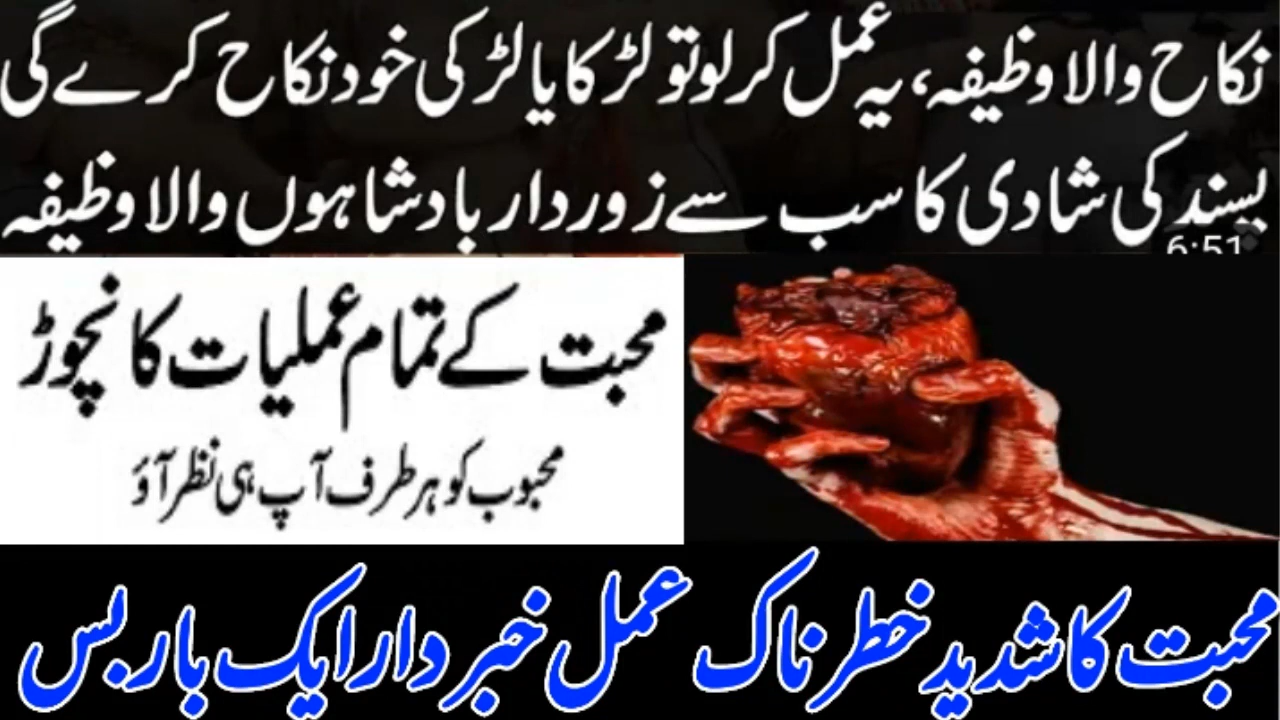 نکاح والا وظیفہ، یہ عمل کر لو تو لڑکا یا لڑکی خود نکاح کرے گی
پسند کی شادی کا سب سے زوردار بادشاہوں والا وظیفہ
6:51
محبت کے تمام عملیات کا نچوڑ
محبوب کو ہر طرف آپ ہی نظر آؤ
محبت کا شدید خطرناک عمل خبردار ایک بار بس